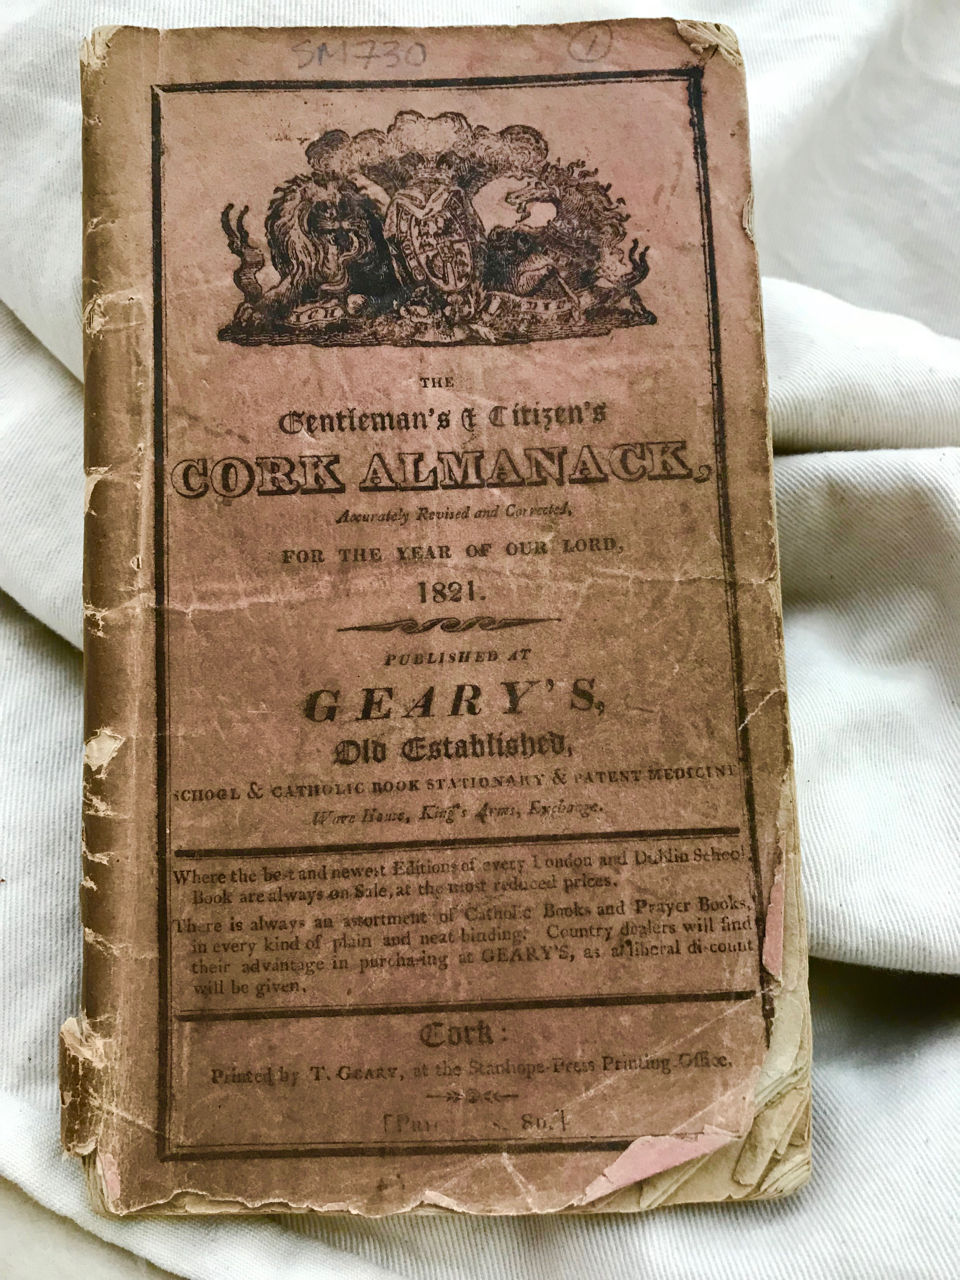 SM730 1
ICH DIEN
THE
Gentleman's & Citizen's
CORK ALMANACK,
Accurately Revised and Corrected,
FOR THE YEAR OF OUR LORD,
1821.
PUBLISHED AT
GEARY'S,
Old Established,
SCHOOL & CATHOLIC BOOK STATIONARY & PATENT MEDICINE
Ware House, King's Arms, Exchange.
Where the best and newest Editions of every London and Dublin School
Book are always on Sale, at the most reduced prices.
There is always an assortment of Catholic Books and Prayer Books,
in every kind of plain and neat binding. Country dealers will find
their advantage in purchasing at GEARY'S, as a liberal discount
will be given.
Cork:
Printed by T. GEARY, at the Stanhope-Press Printing-Office.